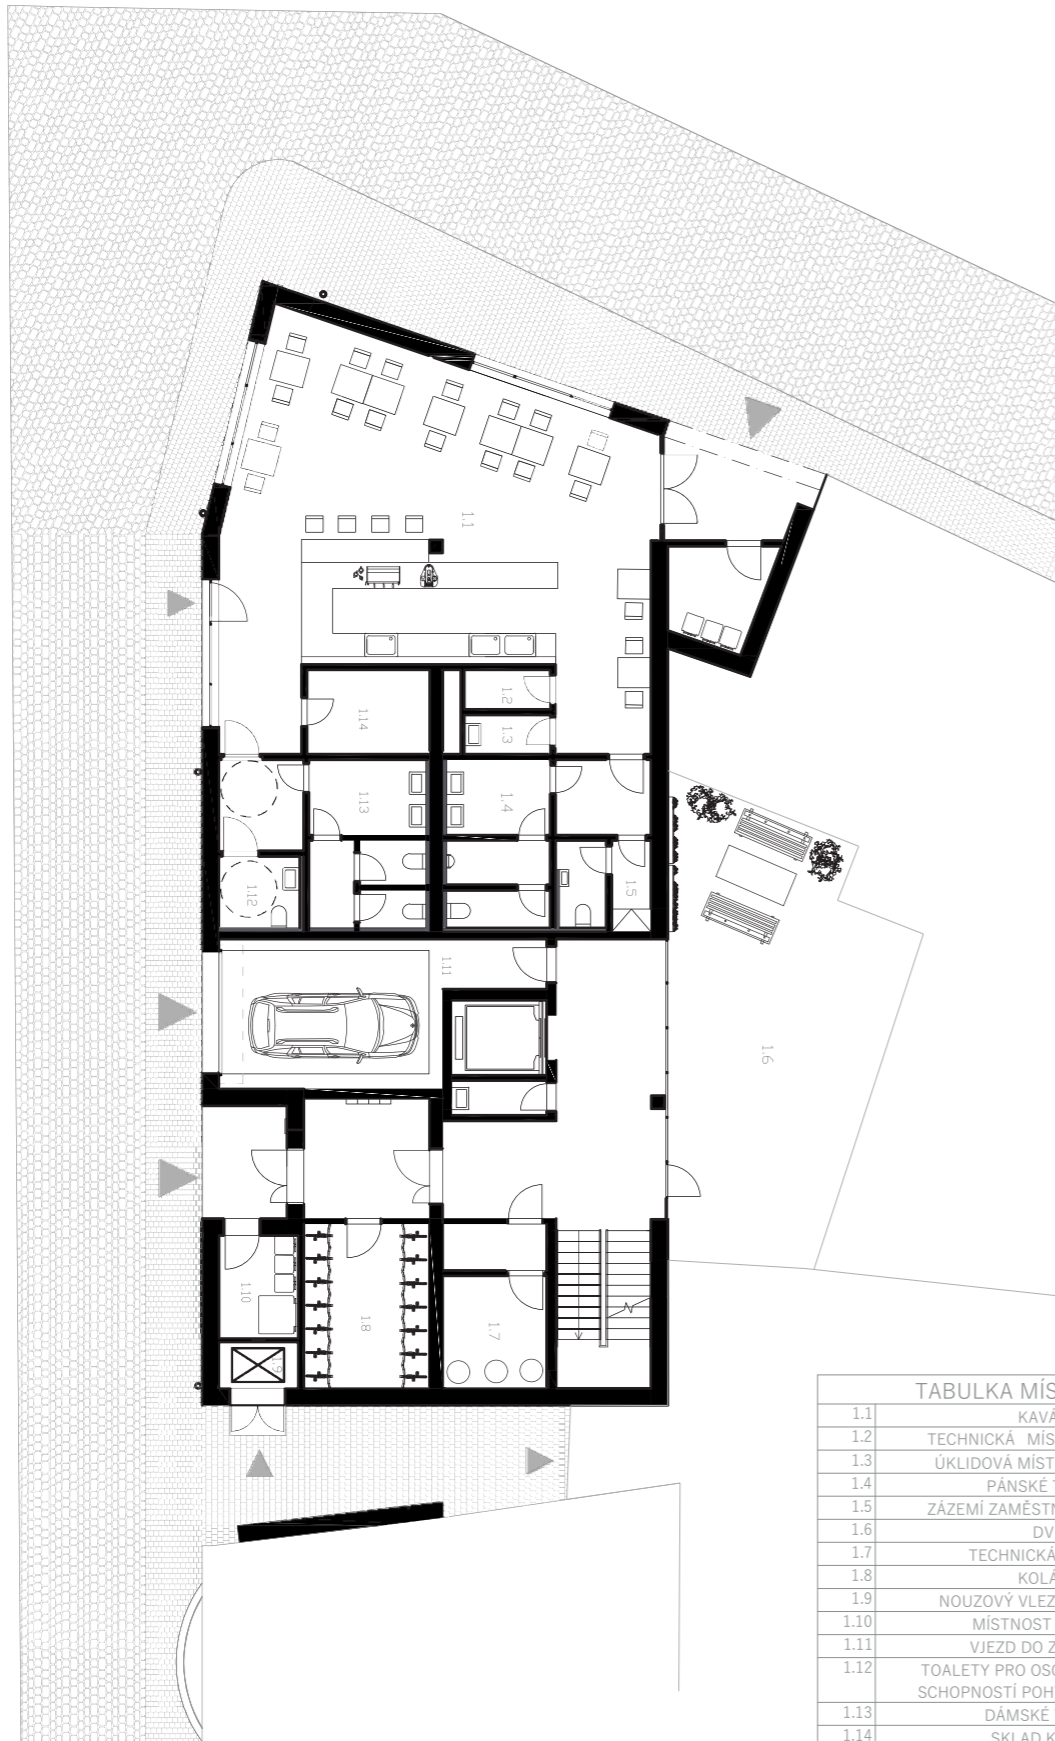 1.1
1.2
1.14
1.3
1.13
1.4
1.12
1.5
1.11
1.6
1.10
1.8
1.7
1.9
TABULKA MÍS
1.1 KAVÁ
1.2 TECHNICKÁ MÍS
1.3 ÚKLIDOVÁ MÍST
1.4 PÁNSKÉ
1.5 ZÁZEMÍ ZAMĚSTN
1.6 DV
1.7 TECHNICKÁ
1.8 KOLÁ
1.9 NOUZOVÝ VLEZ
1.10 MÍSTNOST
1.11 VJEZD DO Z
1.12 TOALETY PRO OSO
SCHOPNOSTÍ POH
1.13 DÁMSKÉ
1.14 SKLAD K